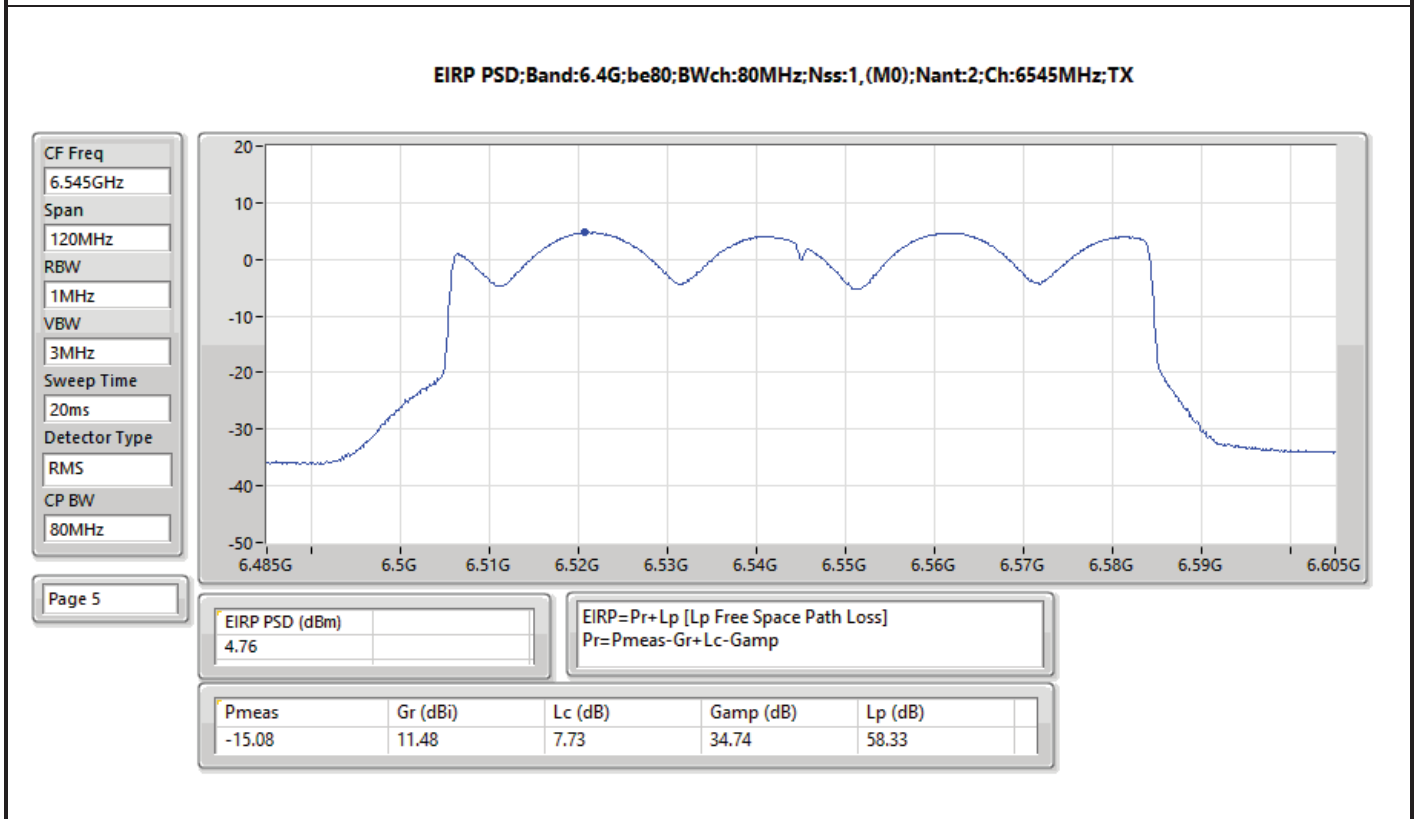 EIRP PSD;Band:6.4G;be80;BWch:80MHz;Nss:1,(M0);Nant:2;Ch:6545MHz;TX
CF Freq
6.545GHz
Span
120MHz
RBW
1MHz
VBW
3MHz
Sweep Time
20ms
Detector Type
RMS
CP BW
80MHz
Page 5
20
10
0
-10
-20
-30
-40
-50
6.485G 6.5G 6.51G 6.52G 6.53G 6.54G 6.55G 6.56G 6.57G 6.58G 6.59G 6.605G
EIRP PSD (dBm)
4.76
EIRP=Pr+Lp [Lp Free Space Path Loss]
Pr=Pmeas-Gr+Lc-Gamp
Pmeas Gr (dBi) Lc (dB) Gamp (dB) Lp (dB)
-15.08 11.48 7.73 34.74 58.33